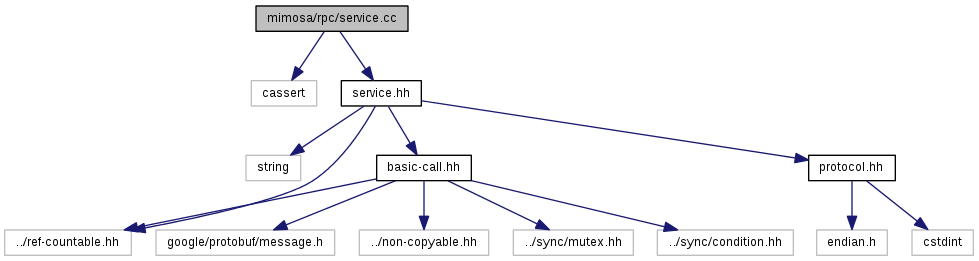 mimosa/rpc/service.cc
cassert
service.hh
string
basic-call.hh
protocol.hh
../ref-countable.hh
google/protobuf/message.h
../non-copyable.hh
../sync/mutex.hh
../sync/condition.hh
endian.h
cstdint